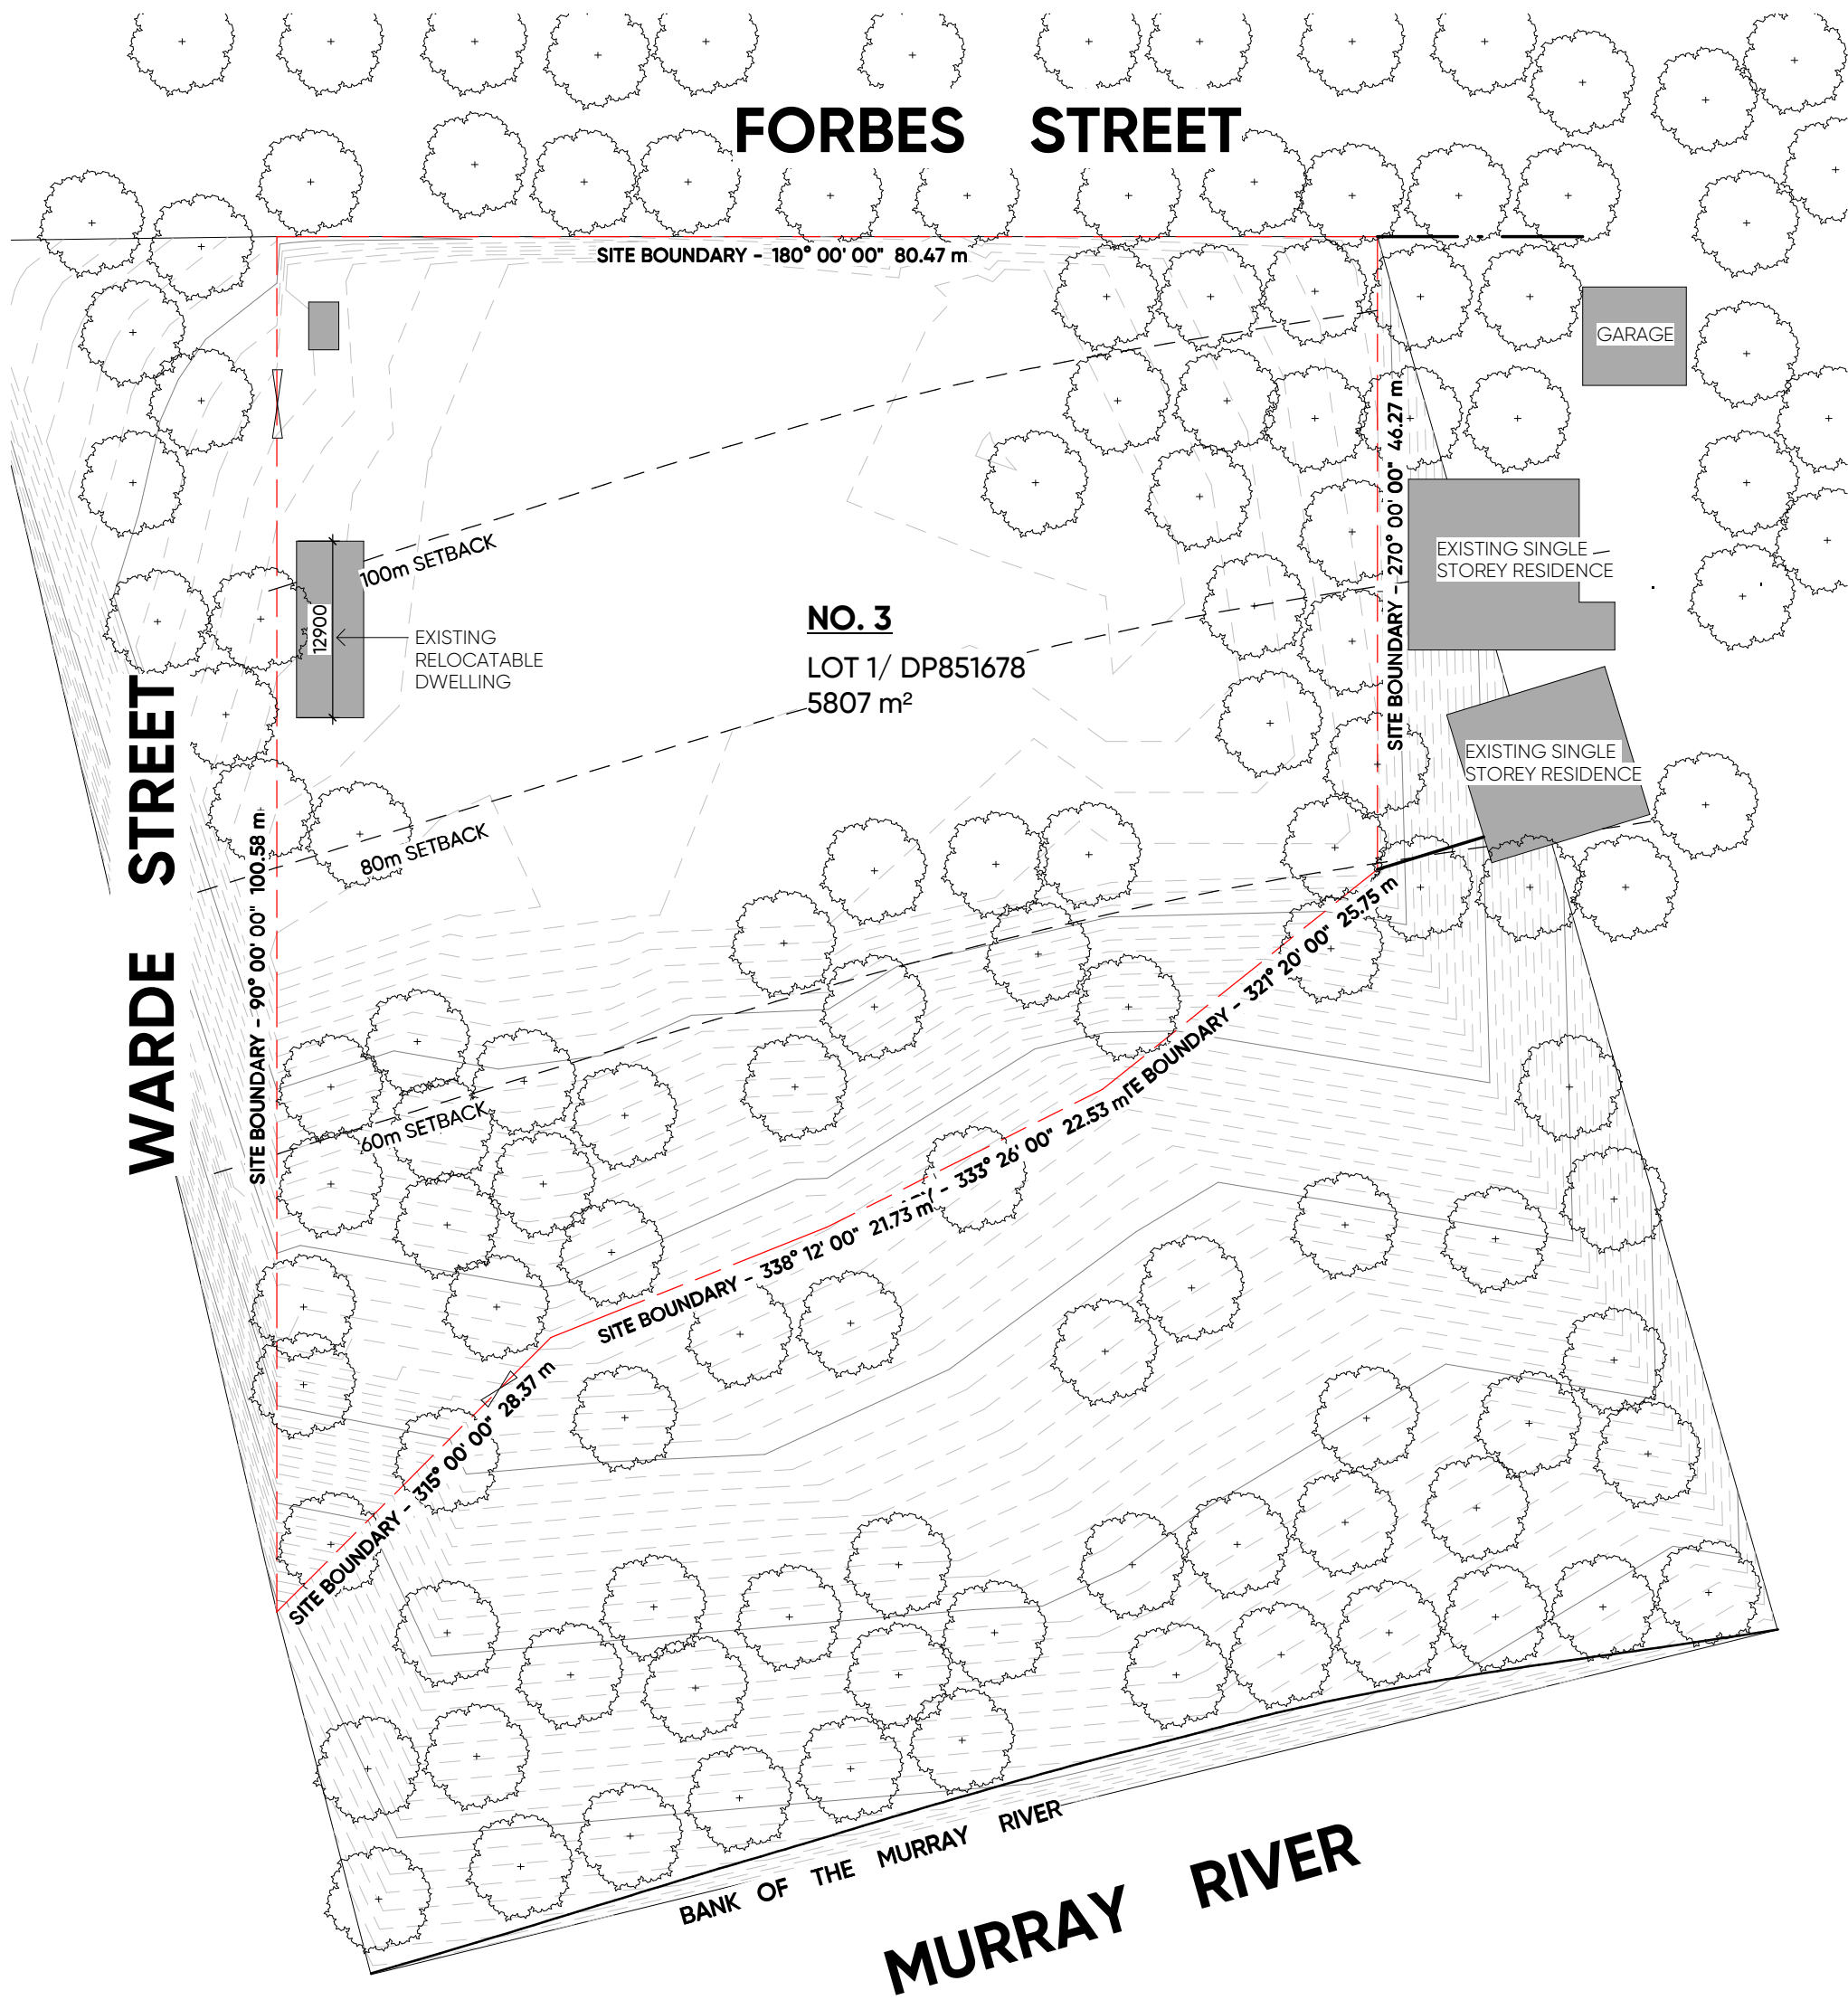 FORBES STREET
SITE BOUNDARY - 180° 00' 00" 80.47 m
GARAGE
SITE BOUNDARY - 270° 00' 00" 46.27 m
EXISTING SINGLE
STOREY RESIDENCE
100m SETBACK
12900
EXISTING
RELOCATABLE
DWELLING
NO. 3
LOT 1/ DP851678
5807 m²
EXISTING SINGLE
STOREY RESIDENCE
80m SETBACK
WARDE STREET
SITE BOUNDARY - 90° 00' 00" 100.58 m
60m SETBACK
TE BOUNDARY - 321° 20' 00" 25.75 m
Y - 333° 26' 00" 22.53 m
SITE BOUNDARY - 338° 12' 00" 21.73 m
SITE BOUNDARY - 315° 00' 00" 28.37 m
BANK OF THE MURRAY RIVER
MURRAY RIVER